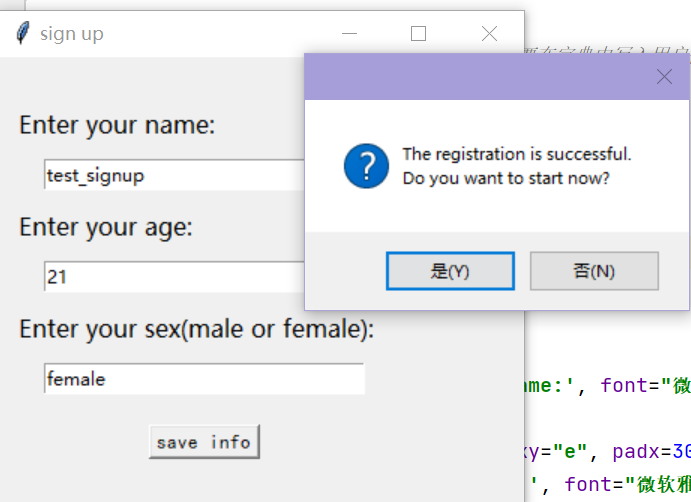 sign up
Enter your name:
test_signup
Enter your age:
21
Enter your sex(male or female):
female
save info
The registration is successful.
Do you want to start now?
是(Y)
否(N)
ame:', font="微
xy="e", padx=30
', font="微软雅